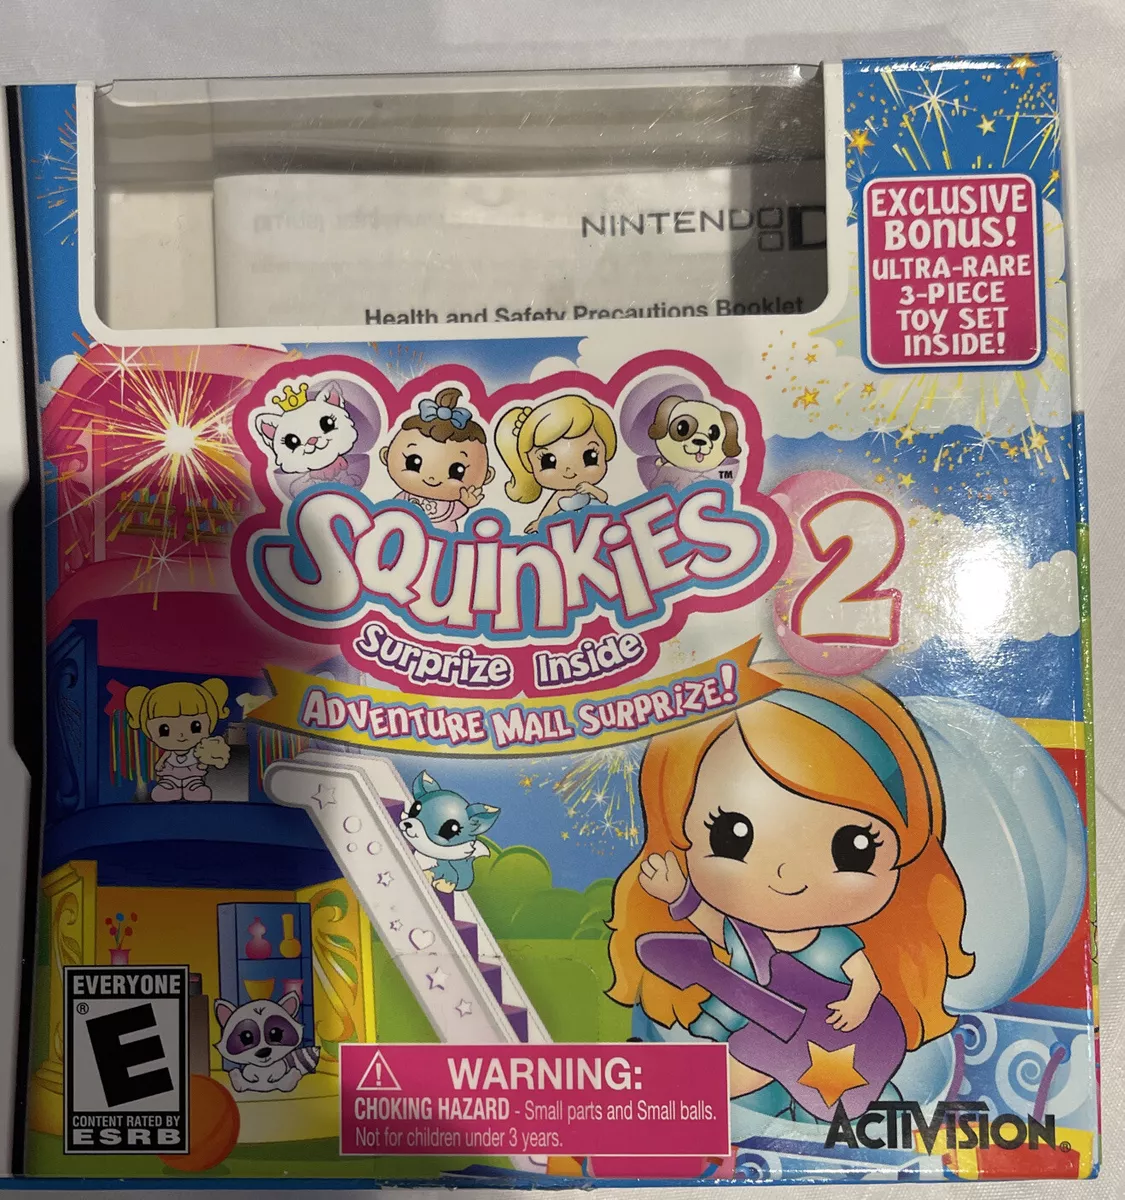 NINTENDO D
Health and Safety Precautions Booklet
EXCLUSIVE
BONUS!
ULTRA-RARE
3-PIECE
TOY SET
INSIDE!
SQUiNKiES ™
2
Surprize Inside
ADVENTURE MALL SURPRiZE!
EVERYONE
®
E
CONTENT RATED BY
ESRB
WARNING:
CHOKING HAZARD - Small parts and Small balls.
Not for children under 3 years.
ACTIVISION®